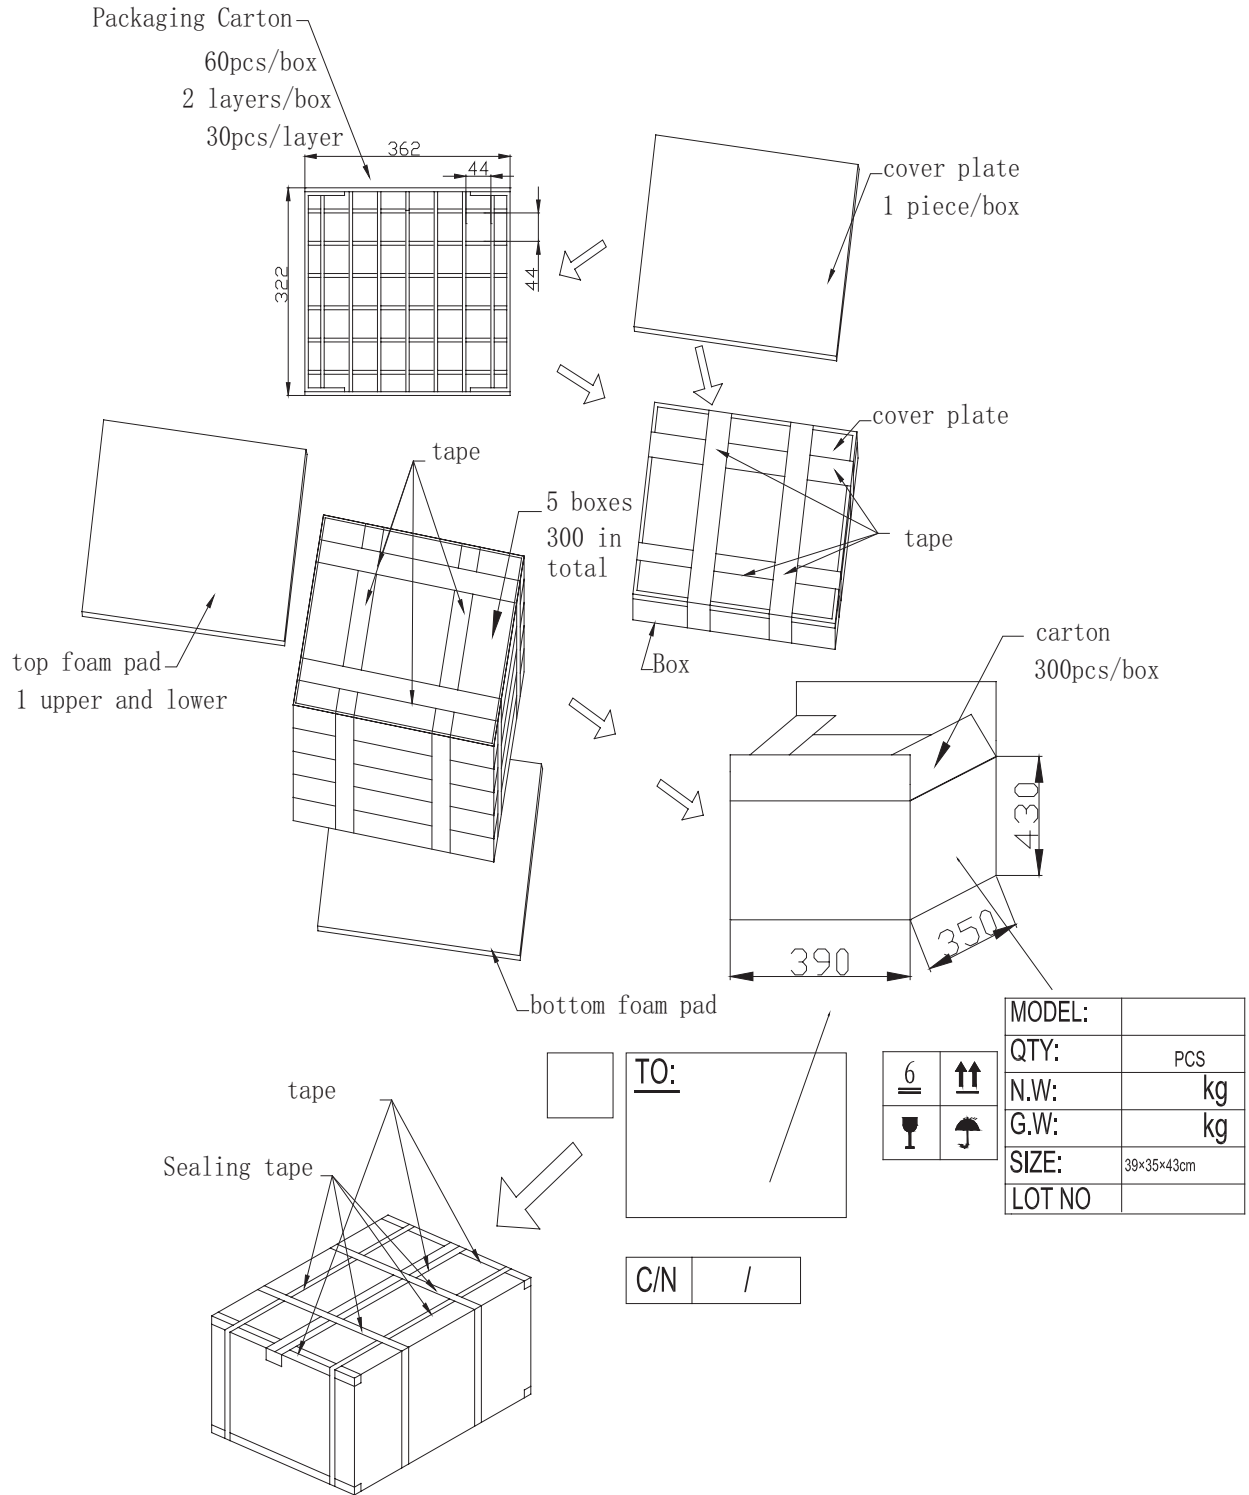 Packaging Carton
60pcs/box
2 layers/box
30pcs/layer
362
44
322
44
cover plate
1 piece/box
cover plate
tape
tape
Box
5 boxes
300 in
total
top foam pad
1 upper and lower
carton
300pcs/box
430
350
390
bottom foam pad
MODEL:
QTY: PCS
N.W: kg
G.W: kg
SIZE: 39×35×43cm
LOT NO
TO:
6
C/N /
tape
Sealing tape